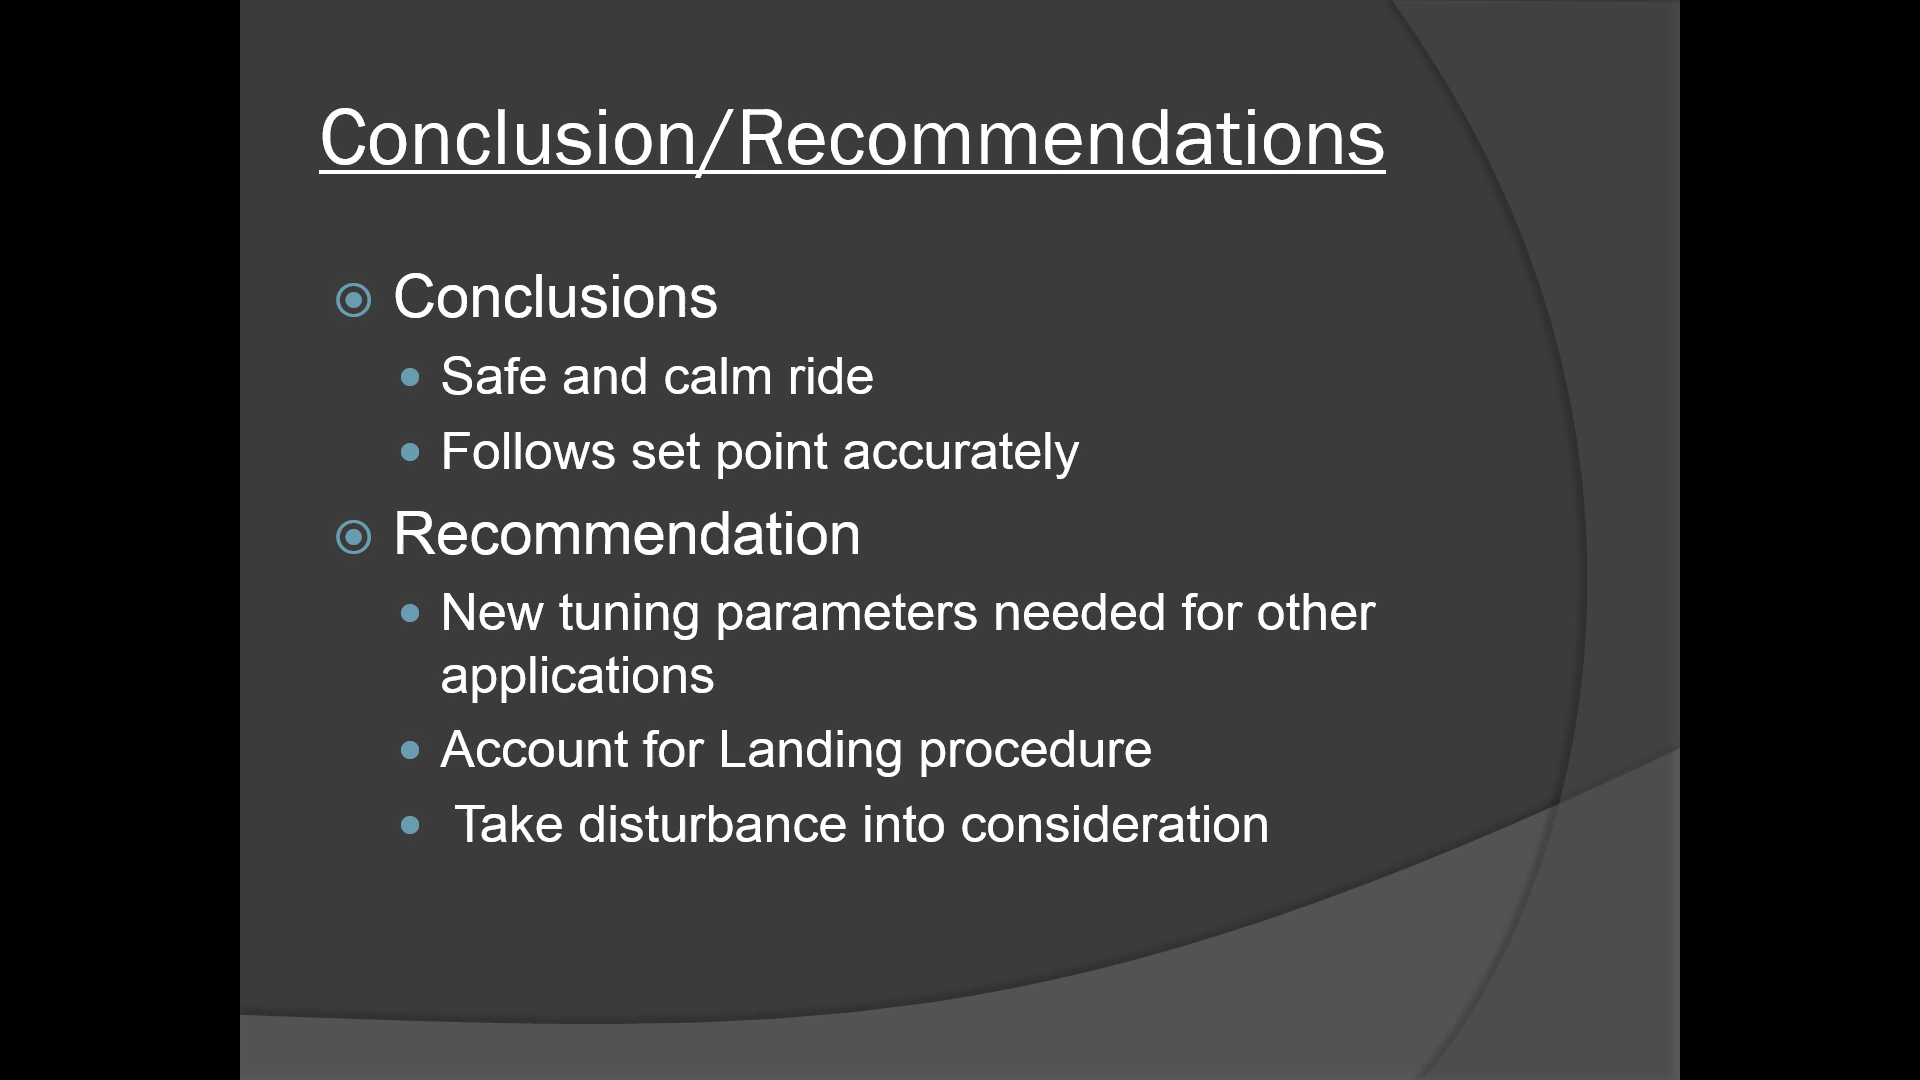 Conclusion/Recommendations
Conclusions
Safe and calm ride
Follows set point accurately
Recommendation
New tuning parameters needed for other
applications
Account for Landing procedure
Take disturbance into consideration